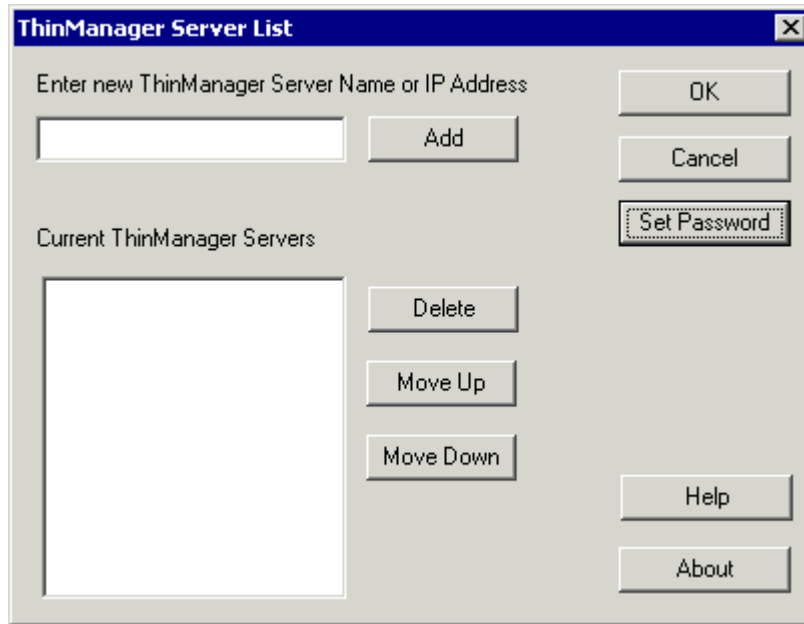 ThinManager Server List
Enter new ThinManager Server Name or IP Address
OK
Add
Cancel
Set Password
Current ThinManager Servers
Delete
Move Up
Move Down
Help
About